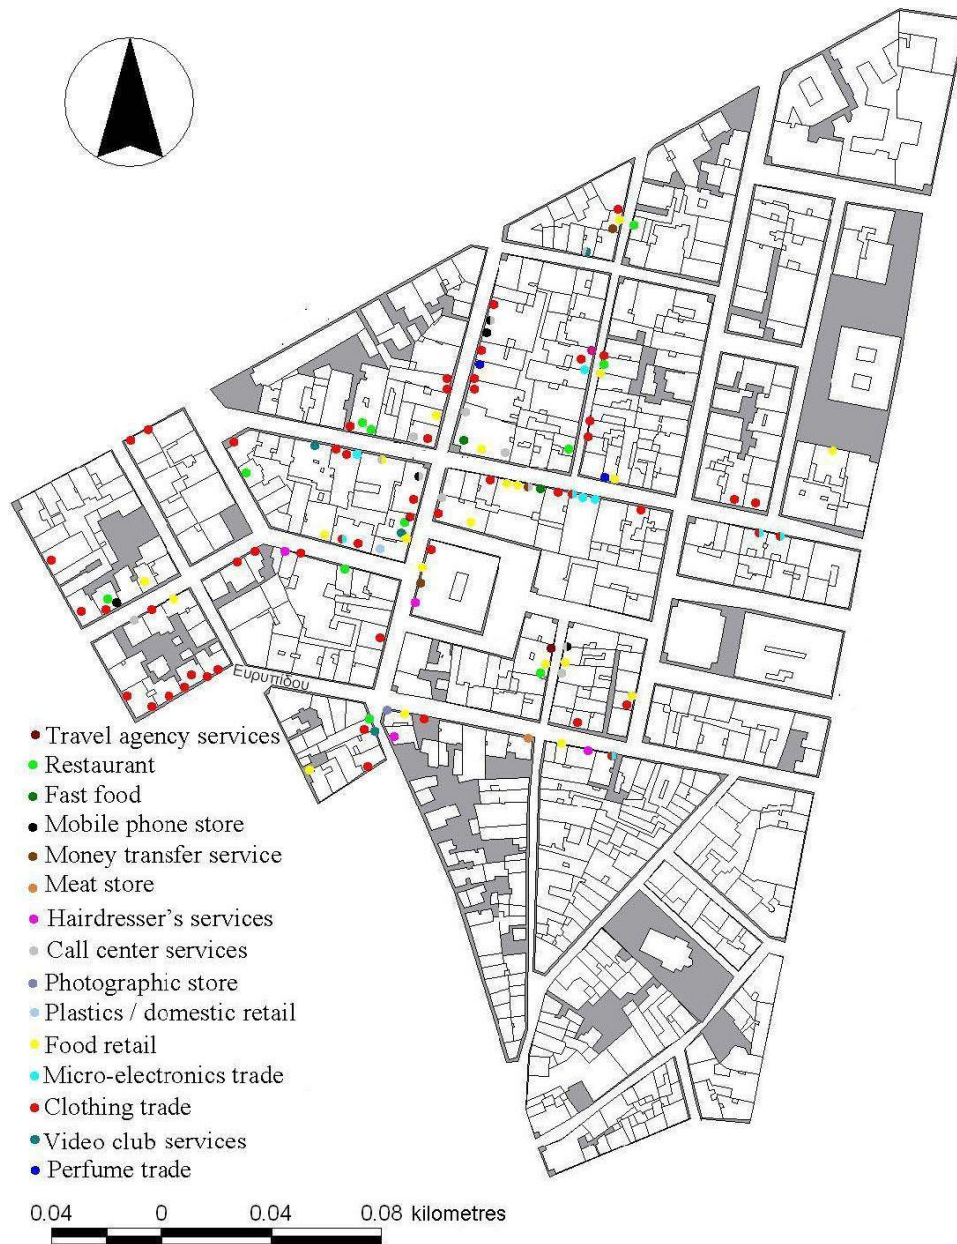 Ευριπίδου
Travel agency services
Restaurant
Fast food
Mobile phone store
Money transfer service
Meat store
Hairdresser's services
Call center services
Photographic store
Plastics / domestic retail
Food retail
Micro-electronics trade
Clothing trade
Video club services
Perfume trade
0.04 0 0.04 0.08 kilometres